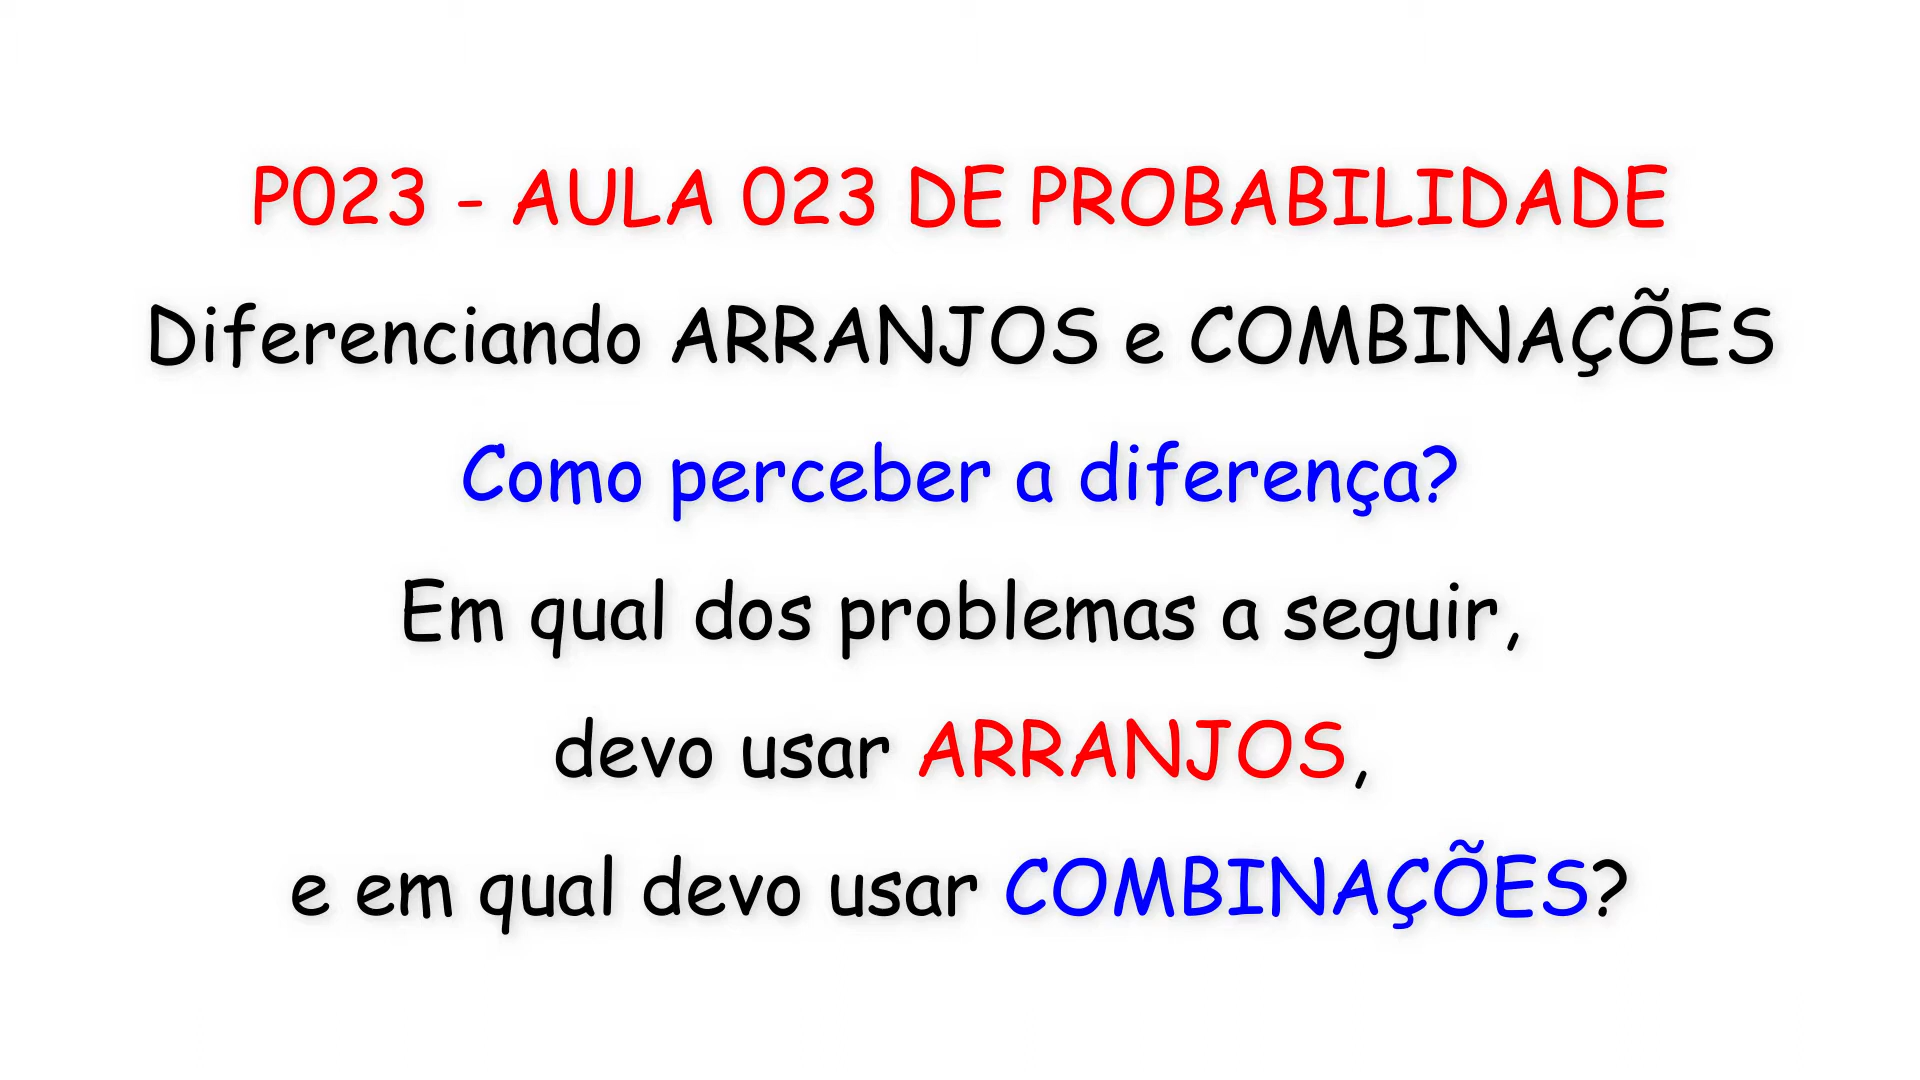 P023 - AULA 023 DE PROBABILIDADE
Diferenciando ARRANJOS e COMBINAÇÕES
Como perceber a diferença?
Em qual dos problemas a seguir,
devo usar ARRANJOS,
e em qual devo usar COMBINAÇÕES?